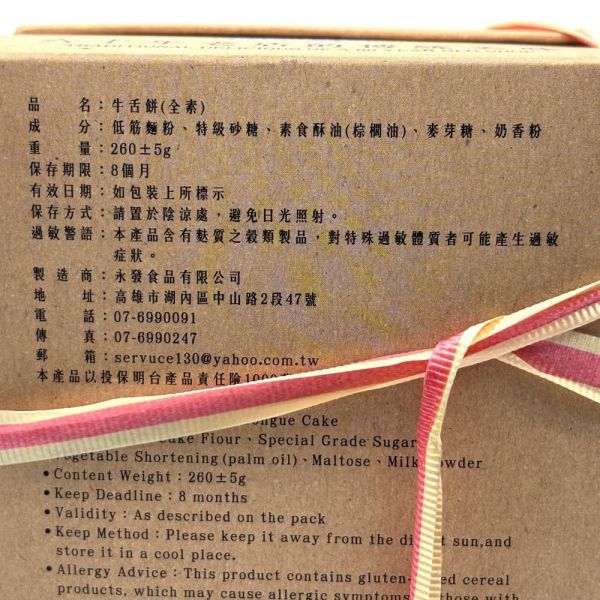 品 名：牛舌餅(全素)
成 分：低筋麵粉、特級砂糖、素食酥油(棕櫚油)、麥芽糖、奶香粉
重 量：260±5g
保存期限：8個月
有效日期：如包裝上所標示
保存方式：請置於陰涼處，避免日光照射。
過敏警語：本產品含有麩質之穀類製品，對特殊過敏體質者可能產生過敏
症狀。
製 造 商：永發食品有限公司
地 址：高雄市湖內區中山路2段47號
電 話：07-6990091
傳 真：07-6990247
郵 箱：servuce130@yahoo.com.tw
本產品以投保明台產品責任險
Cake
Cake Flour、Special Grade Sugar
Vegetable Shortening (palm oil)、Maltose、Milk
•Content Weight：260±5g
•Keep Deadline：8 months
•Validity：As described on the pack
•Keep Method：Please keep it away from the sun,and
store it in a cool place.
•Allergy Advice：This product contains cereal
products, which may cause allergic symptoms those with